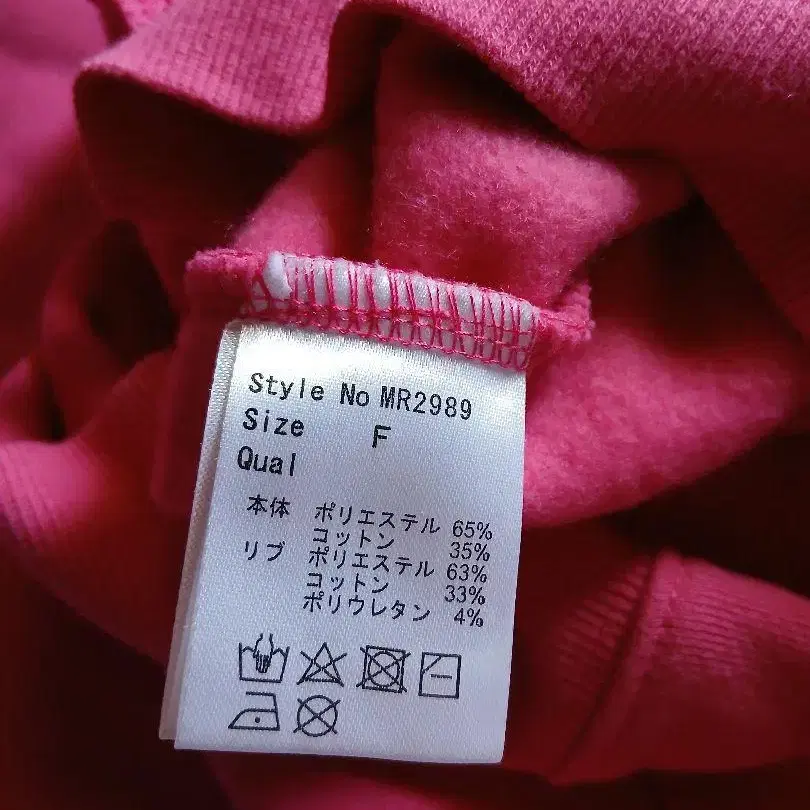 Style No MR2989
Size F
Qual
本体 ポリエステル 65%
コットン 35%
リブ ポリエステル 63%
コットン 33%
ポリウレタン 4%